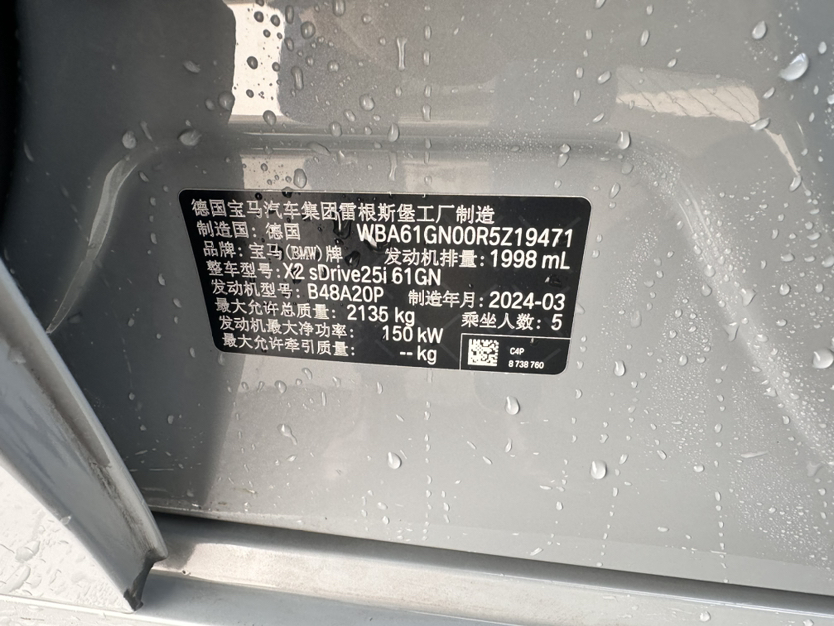 德国宝马汽车集团雷根斯堡工厂制造
制造国: 德国 WBA61GN00R5Z19471
品牌: 宝马(BMW)牌 发动机排量: 1998 mL
整车型号: X2 sDrive25i 61GN
发动机型号: B48A20P 制造年月: 2024-03
最大允许总质量: 2135 kg 乘坐人数: 5
发动机最大净功率: 150 kW
最大允许牵引质量: -- kg
C4P
8 738 760